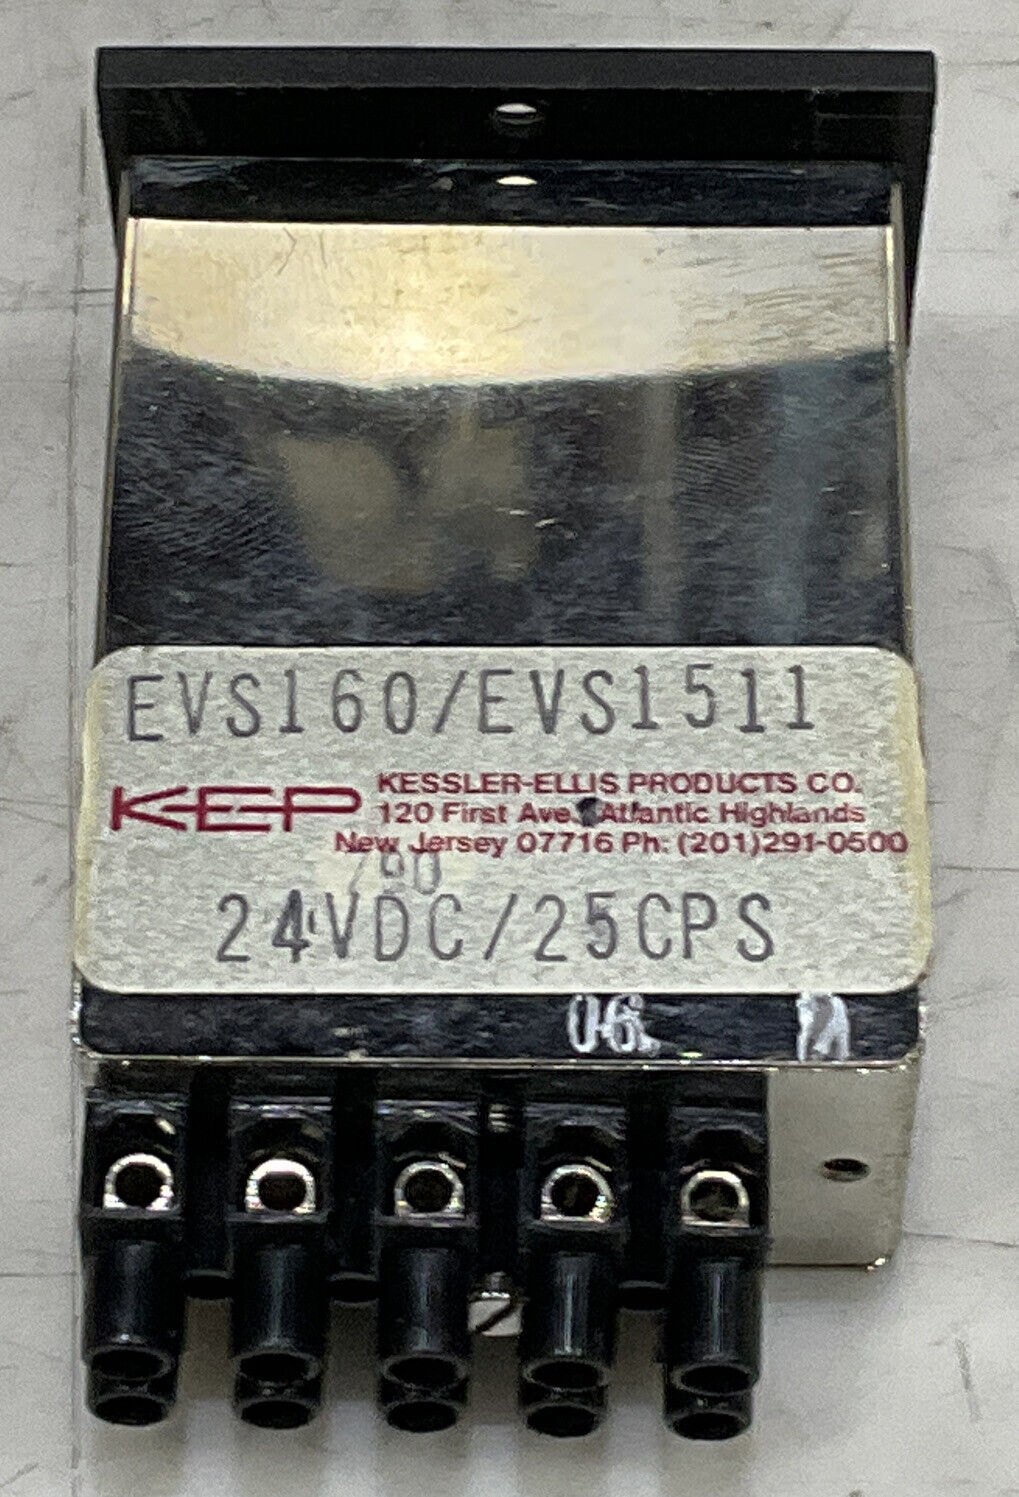 EVS160/EVS1511
KEP
KESSLER-ELLIS PRODUCTS CO.
120 First Ave., Atlantic Highlands
New Jersey 07716 Ph: (201)291-0500
24VDC/25CPS
06